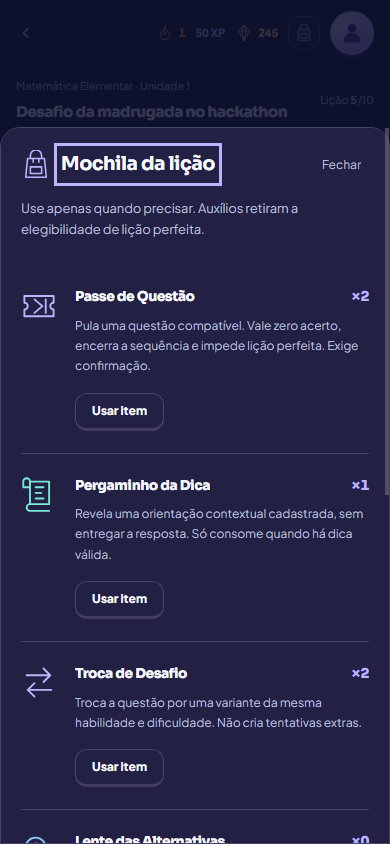 1 50 XP 245
Matemática Elementar · Unidade 1
Lição 5/10
Desafio da madrugada no hackathon
Mochila da lição
Fechar
Use apenas quando precisar. Auxílios retiram a
elegibilidade de lição perfeita.
Passe de Questão ×2
Pula uma questão compatível. Vale zero acerto,
encerra a sequência e impede lição perfeita. Exige
confirmação.
Usar item
Pergaminho da Dica ×1
Revela uma orientação contextual cadastrada, sem
entregar a resposta. Só consome quando há dica
válida.
Usar item
Troca de Desafio ×2
Troca a questão por uma variante da mesma
habilidade e dificuldade. Não cria tentativas extras.
Usar item
Lente das Alternativas ×0